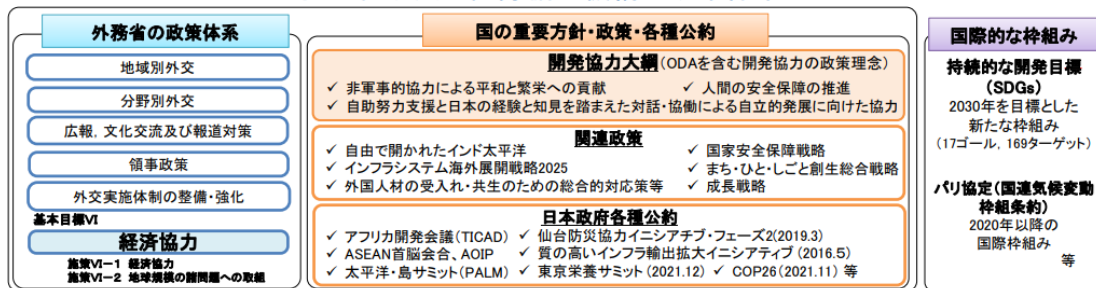 外務省の政策体系
地域別外交
分野別外交
広報，文化交流及び報道対策
領事政策
外交実施体制の整備・強化
基本目標Ⅵ
経済協力
施策Ⅵ－1 経済協力
施策Ⅵ－2 地球規模の諸問題への取組
国の重要方針・政策・各種公約
開発協力大綱(ODAを含む開発協力の政策理念)
✓ 非軍事的協力による平和と繁栄への貢献 ✓ 人間の安全保障の推進
✓ 自助努力支援と日本の経験と知見を踏まえた対話・協働による自立的発展に向けた協力
関連政策
✓ 自由で開かれたインド太平洋 ✓ 国家安全保障戦略
✓ インフラシステム海外展開戦略2025 ✓ まち・ひと・しごと創生総合戦略
✓ 外国人材の受入れ・共生のための総合的対応策等 ✓ 成長戦略
日本政府各種公約
✓ アフリカ開発会議(TICAD) ✓ 仙台防災協力イニシアチブ・フェーズ2(2019.3)
✓ ASEAN首脳会合、AOIP ✓ 質の高いインフラ輸出拡大イニシアティブ(2016.5)
✓ 太平洋・島サミット(PALM) ✓ 東京栄養サミット(2021.12) ✓ COP26(2021.11) 等
国際的な枠組み
持続的な開発目標
(SDGs)
2030年を目標とした
新たな枠組み
(17ゴール，169ターゲット)
パリ協定(国連気候変動
枠組条約)
2020年以降の
国際枠組み
等